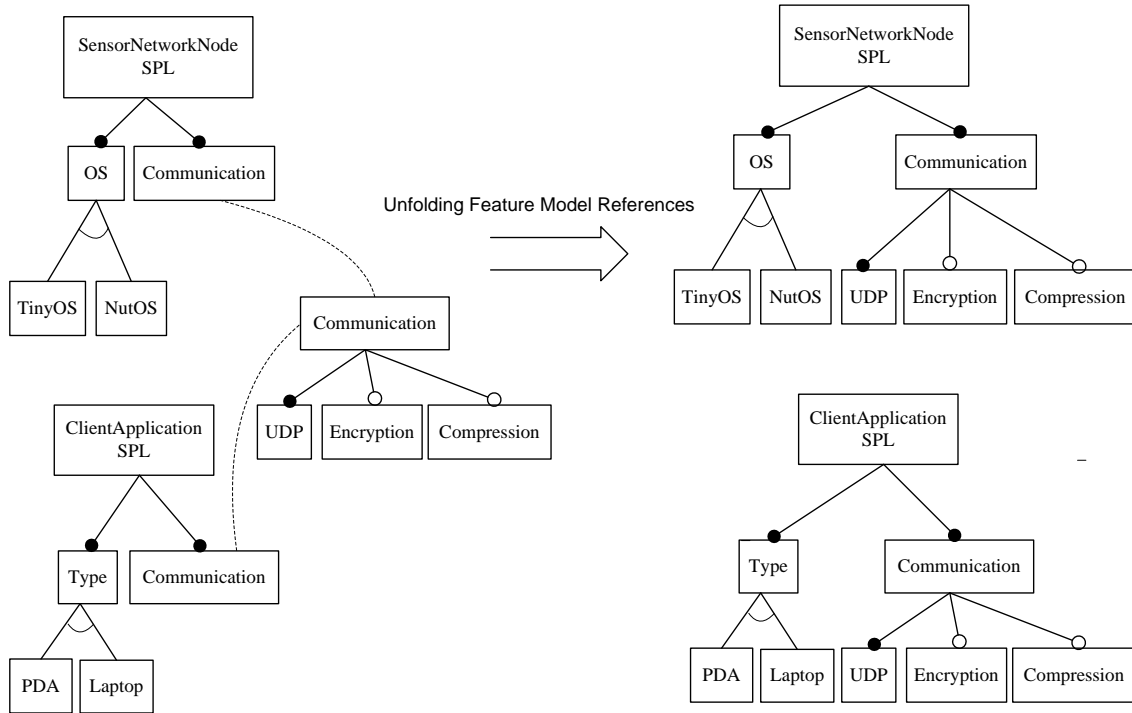 SensorNetworkNode
SPL
OS
Communication
TinyOS
NutOS
Communication
UDP
Encryption
Compression
ClientApplication
SPL
Type
Communication
PDA
Laptop
Unfolding Feature Model References
SensorNetworkNode
SPL
OS
Communication
TinyOS
NutOS
UDP
Encryption
Compression
ClientApplication
SPL
Type
Communication
PDA
Laptop
UDP
Encryption
Compression